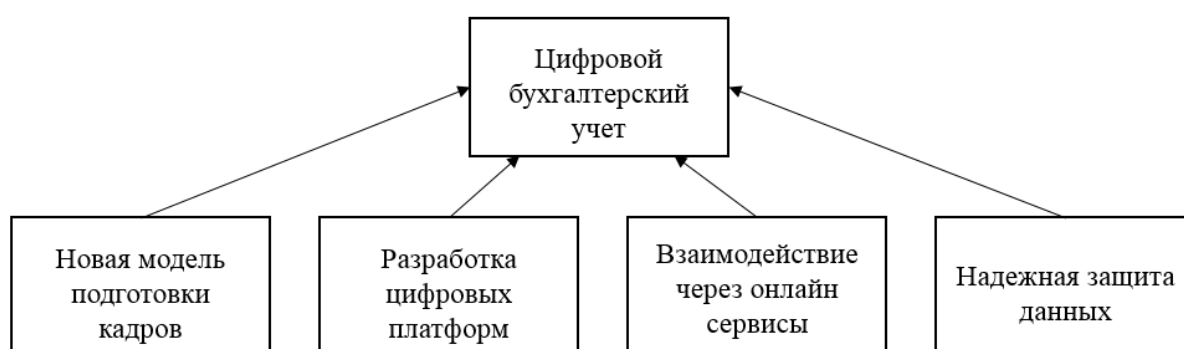 Цифровой
бухгалтерский
учет
Новая модель
подготовки
кадров
Разработка
цифровых
платформ
Взаимодействие
через онлайн
сервисы
Надежная защита
данных